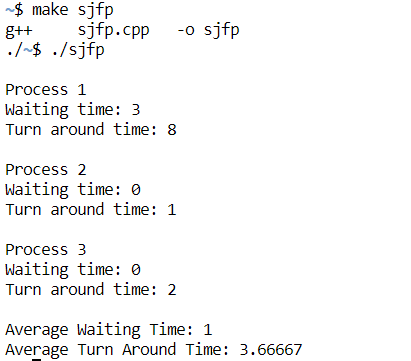 ~$ make sjfp
g++     sjfp.cpp   -o sjfp
./~$ ./sjfp
Process 1
Waiting time: 3
Turn around time: 8
Process 2
Waiting time: 0
Turn around time: 1
Process 3
Waiting time: 0
Turn around time: 2
Average Waiting Time: 1
Average Turn Around Time: 3.66667